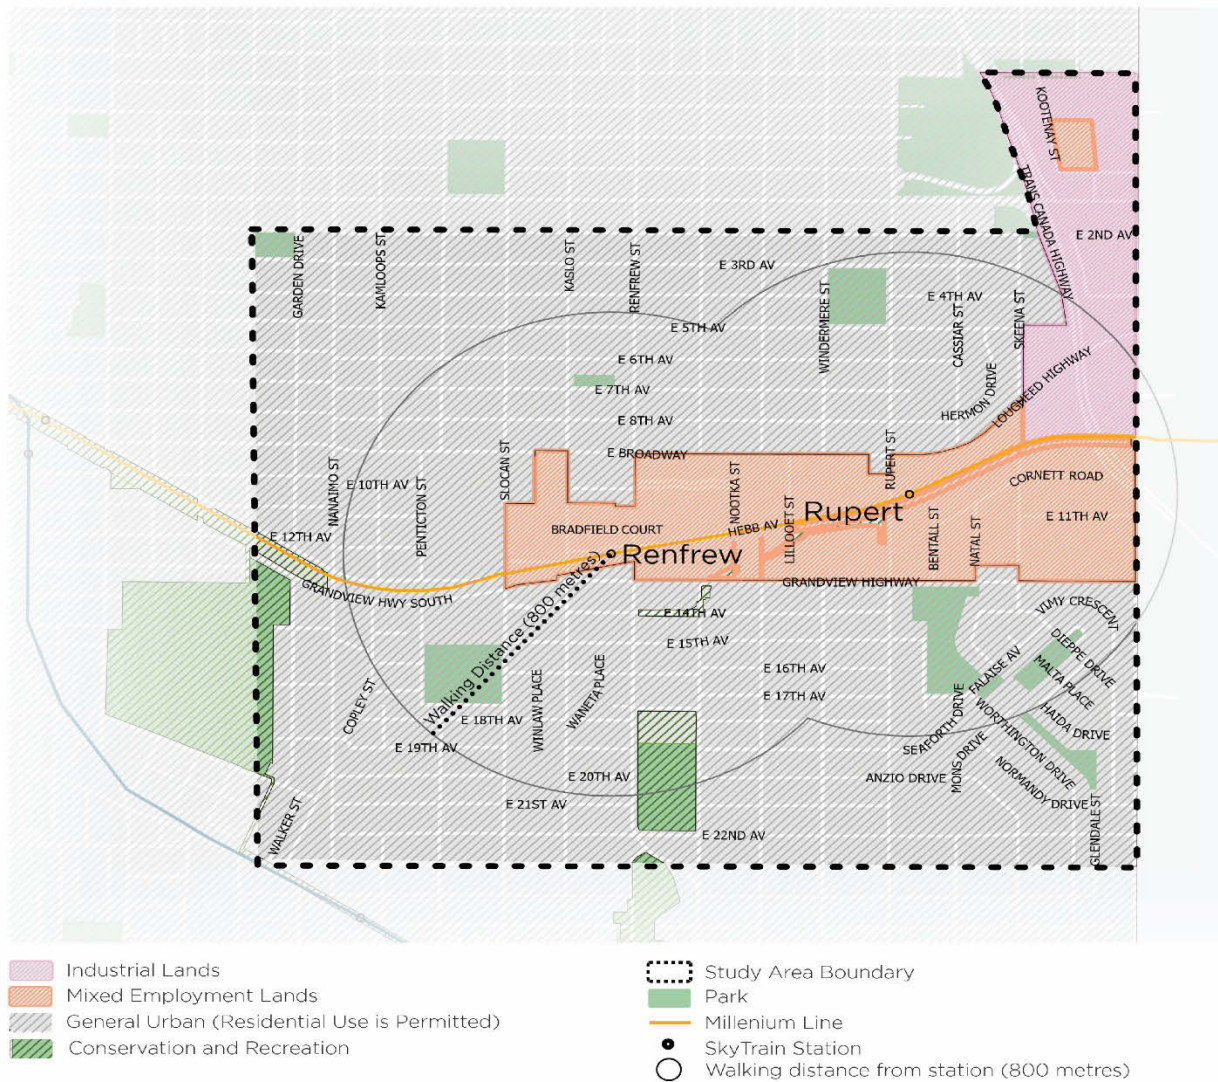 KOOTENAY ST
TRANS CANADA HIGHWAY
E 2ND AV
GARDEN DRIVE
KAMLOOPS ST
KASLO ST
RENFREW ST
E 3RD AV
WINDERMERE ST
E 4TH AV
CASSIAR ST
SKEENA ST
E 5TH AV
E 6TH AV
E 7TH AV
HERMON DRIVE
LOUGHEED HIGHWAY
E 8TH AV
E BROADWAY
SLOCAN ST
NANAIMO ST
E 10TH AV
PENTICTON ST
NOOTKA ST
RUPERT ST
CORNETT ROAD
Rupert
E 11TH AV
BRADFIELD COURT
HEBB AV
LILLOOET ST
BENTALL ST
NATAL ST
E 12TH AV
Renfrew
GRANDVIEW HWY SOUTH
GRANDVIEW HIGHWAY
Walking Distance (800 metres)
E 14TH AV
VIMY CRESCENT
E 15TH AV
DIEPPE DRIVE
E 16TH AV
FALAISE AV
MALTA PLACE
E 17TH AV
COPLEY ST
WINLAW PLACE
WANETA PLACE
E 18TH AV
SEAFORTH DRIVE
WORTHINGTON DRIVE
HAIDA DRIVE
E 19TH AV
MONS DRIVE
NORMANDY DRIVE
E 20TH AV
ANZIO DRIVE
E 21ST AV
WALKER ST
E 22ND AV
GLENDALE ST
Industrial Lands
Mixed Employment Lands
General Urban (Residential Use is Permitted)
Conservation and Recreation
Study Area Boundary
Park
Millenium Line
SkyTrain Station
Walking distance from station (800 metres)